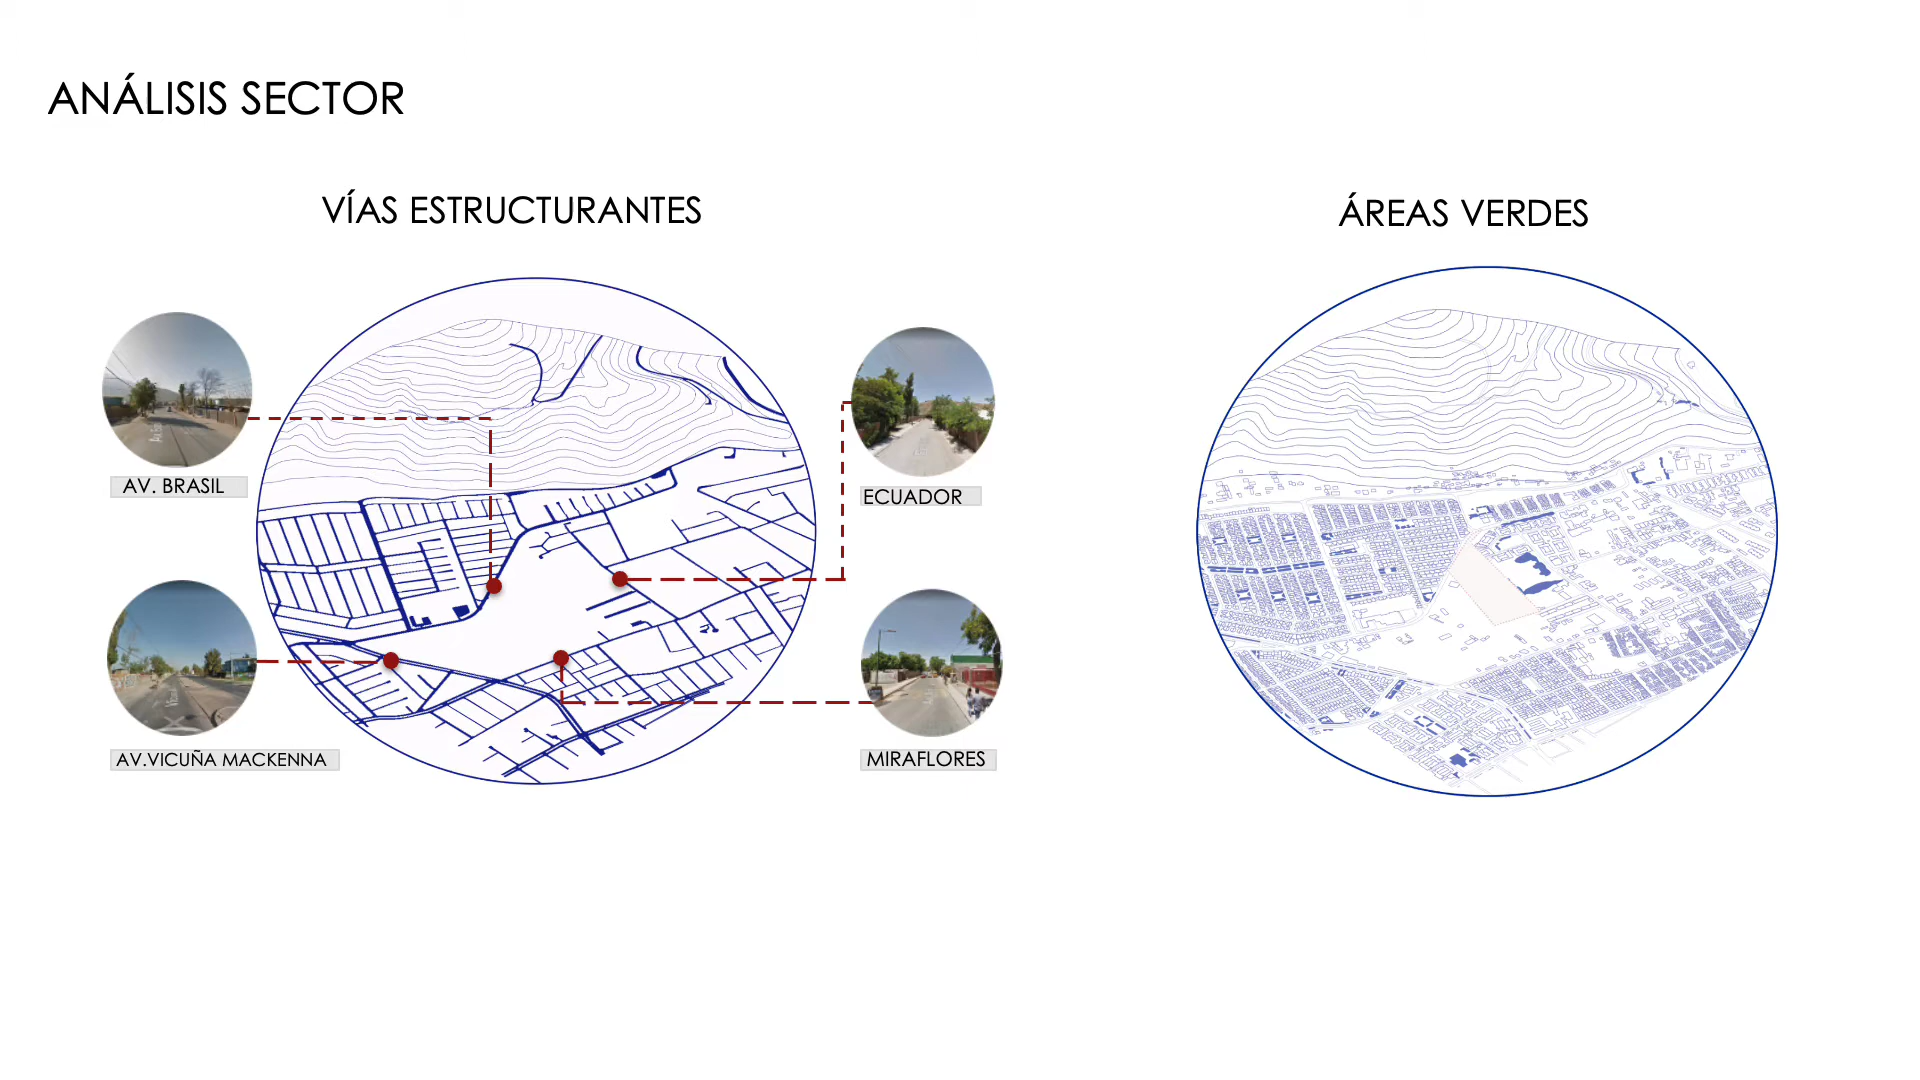 ANÁLISIS SECTOR
VÍAS ESTRUCTURANTES
ÁREAS VERDES
AV. BRASIL
ECUADOR
AV.VICUÑA MACKENNA
MIRAFLORES